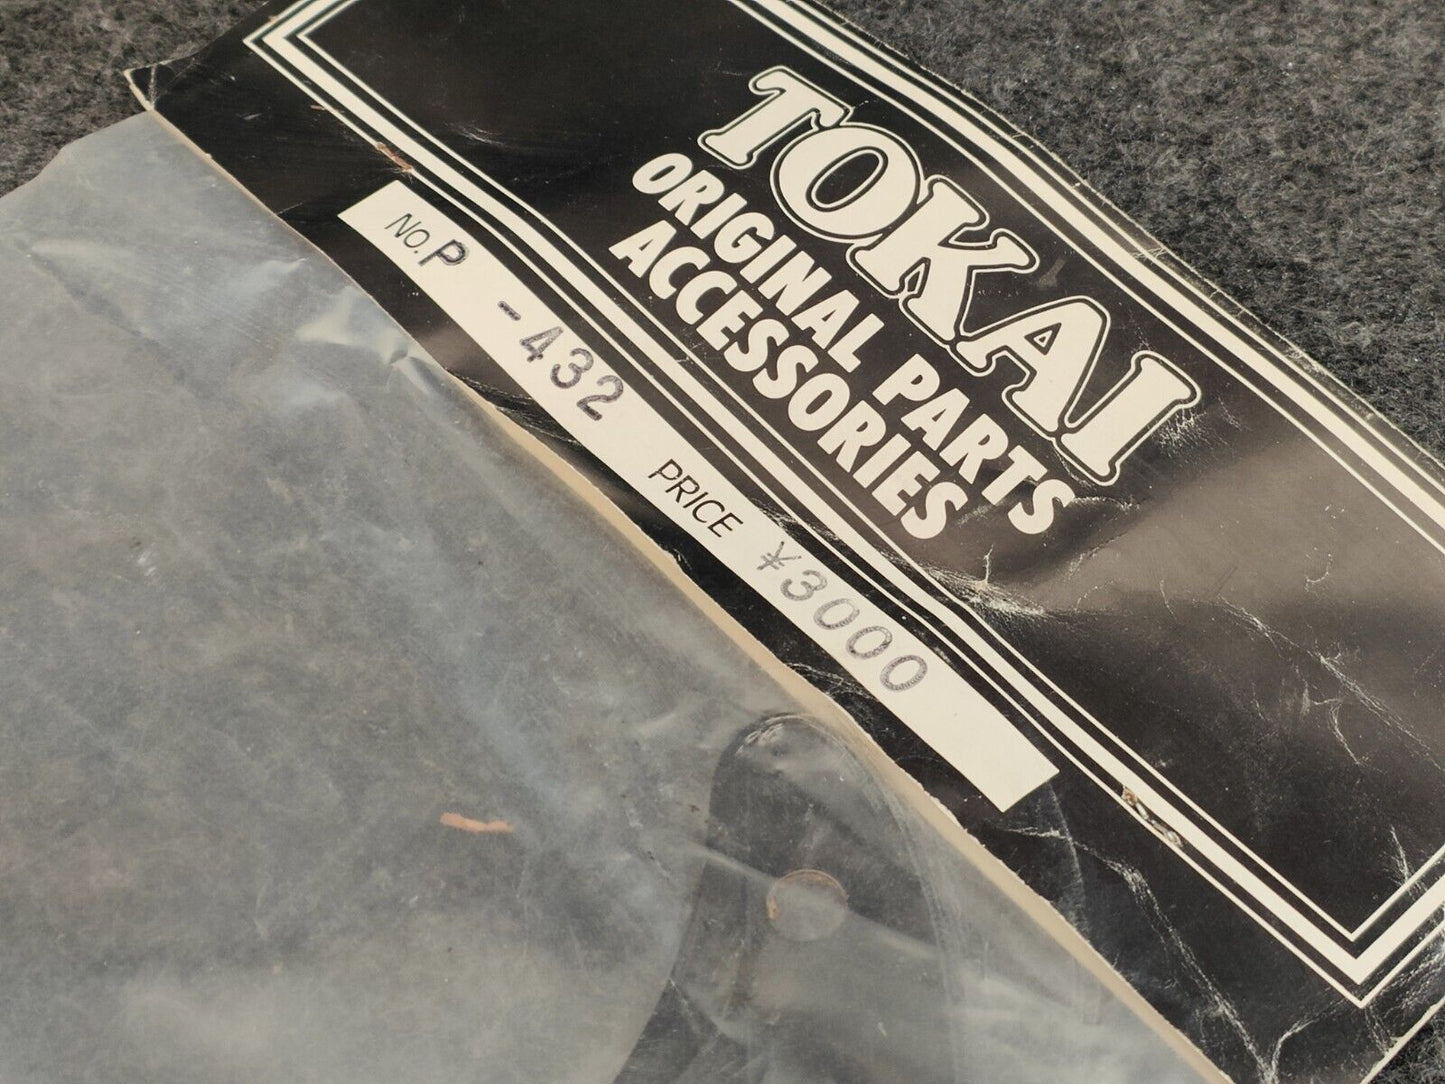 TOKAI
ORIGINAL PARTS
ACCESSORIES
NO. P -432 PRICE ¥3000